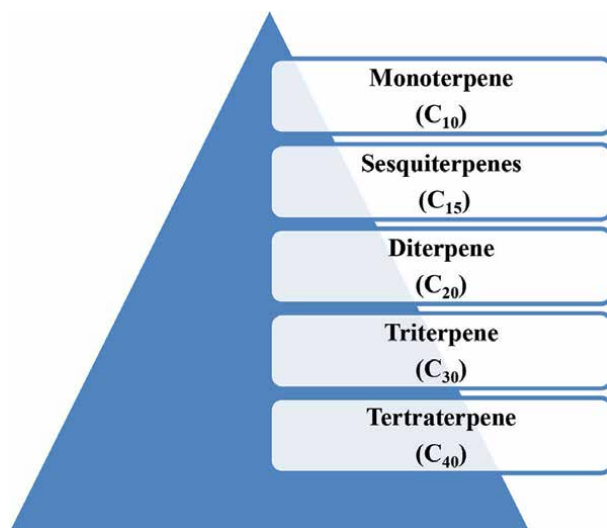 Monoterpene
(C₁₀)
Sesquiterpenes
(C₁₅)
Diterpene
(C₂₀)
Triterpene
(C₃₀)
Tertraterpene
(C₄₀)